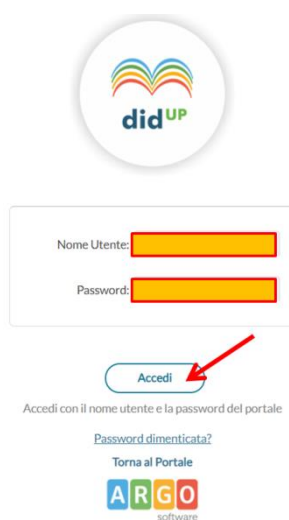 didUP
Nome Utente:
Password:
Accedi
Accedi con il nome utente e la password del portale
Password dimenticata?
Torna al Portale
ARGO
software